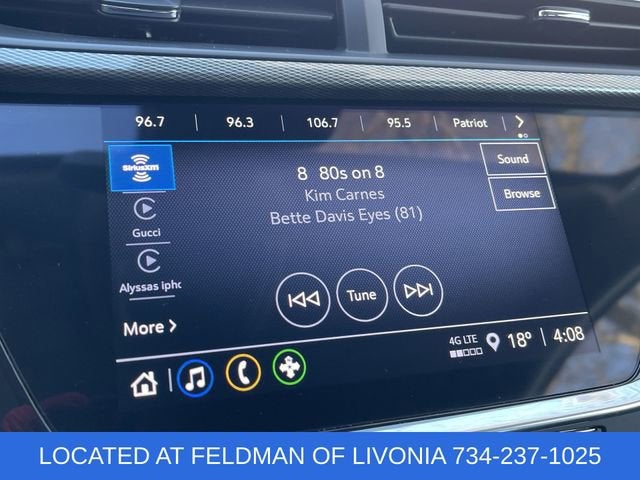 96.7 96.3 106.7 95.5 Patriot >
SiriusXM
8 80s on 8
Sound
Kim Carnes
Browse
Bette Davis Eyes (81)
Gucci
Alyssas ipho
Tune
More >
4G LTE 18° 4:08
LOCATED AT FELDMAN OF LIVONIA 734-237-1025